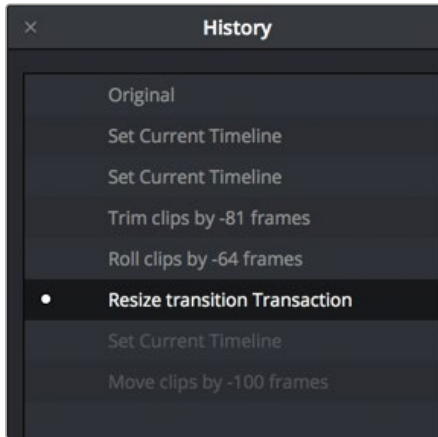 History
Original
Set Current Timeline
Set Current Timeline
Trim clips by -81 frames
Roll clips by -64 frames
Resize transition Transaction
Set Current Timeline
Move clips by -100 frames